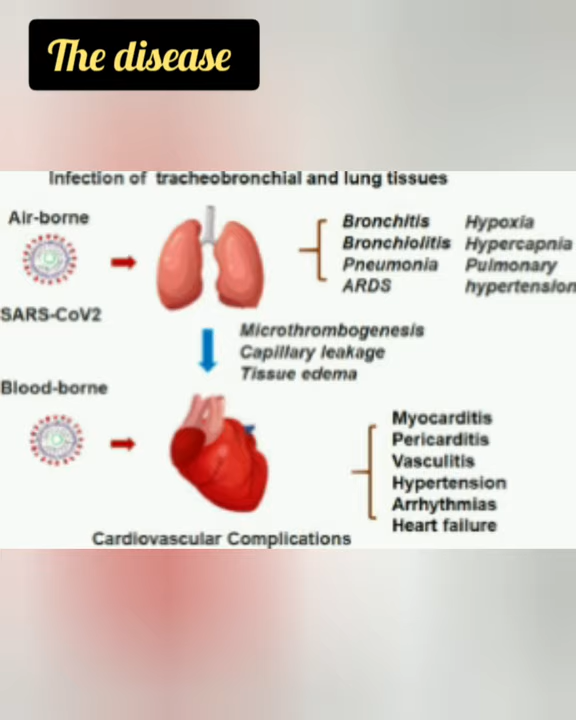 The disease
Infection of tracheobronchial and lung tissues
Air-borne
SARS-CoV2
Bronchitis Hypoxia
Bronchiolitis Hypercapnia
Pneumonia Pulmonary
ARDS hypertension
Microthrombogenesis
Capillary leakage
Tissue edema
Blood-borne
Myocarditis
Pericarditis
Vasculitis
Hypertension
Arrhythmias
Heart failure
Cardiovascular Complications